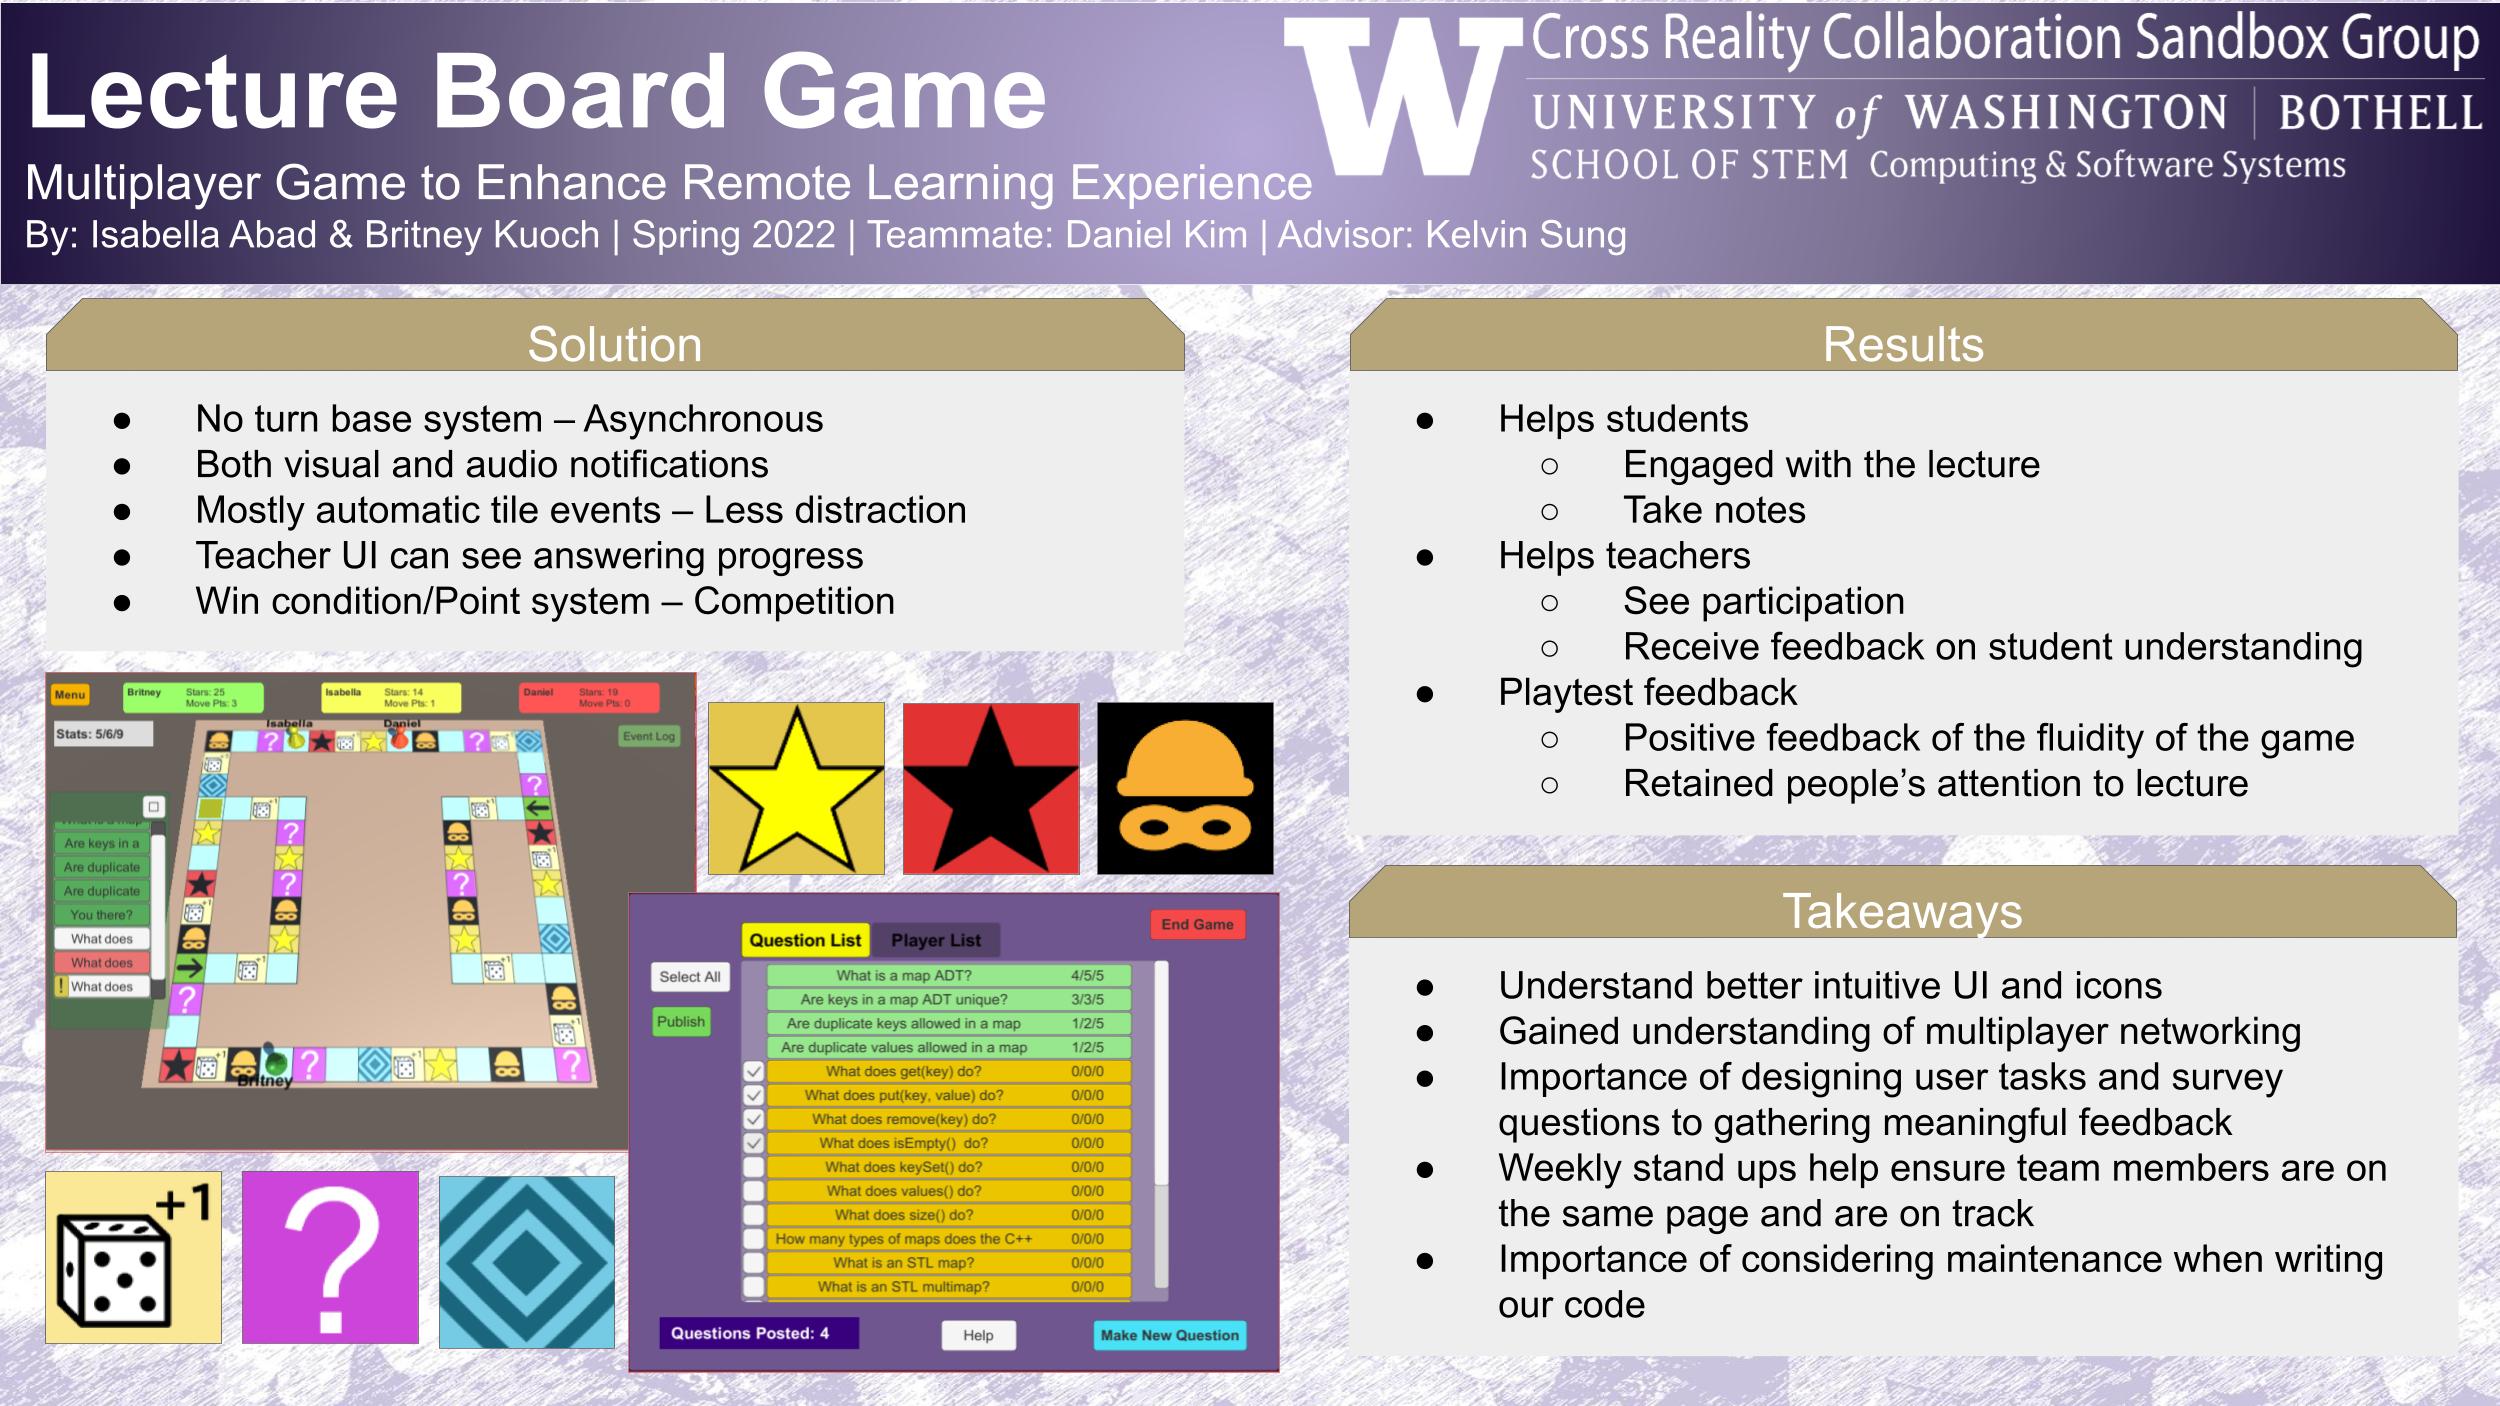 Lecture Board Game
Multiplayer Game to Enhance Remote Learning Experience
By: Isabella Abad & Britney Kuoch | Spring 2022 | Teammate: Daniel Kim | Advisor: Kelvin Sung
W
Cross Reality Collaboration Sandbox Group
UNIVERSITY of WASHINGTON | BOTHELL
SCHOOL OF STEM Computing & Software Systems
Solution
● No turn base system – Asynchronous
● Both visual and audio notifications
● Mostly automatic tile events – Less distraction
● Teacher UI can see answering progress
● Win condition/Point system – Competition
Menu
Britney Stars: 25
Move Pts: 3
Isabella Stars: 14
Move Pts: 1
Daniel Stars: 19
Move Pts: 0
Isabella
Daniel
Stats: 5/6/9
Event Log
Are keys in a
Are duplicate
Are duplicate
You there?
What does
What does
! What does
Britney
+1
?
End Game
Question List
Player List
Select All
Publish
What is a map ADT? 4/5/5
Are keys in a map ADT unique? 3/3/5
Are duplicate keys allowed in a map 1/2/5
Are duplicate values allowed in a map 1/2/5
What does get(key) do? 0/0/0
What does put(key, value) do? 0/0/0
What does remove(key) do? 0/0/0
What does isEmpty() do? 0/0/0
What does keySet() do? 0/0/0
What does values() do? 0/0/0
What does size() do? 0/0/0
How many types of maps does the C++ 0/0/0
What is an STL map? 0/0/0
What is an STL multimap? 0/0/0
Questions Posted: 4
Help
Make New Question
Results
● Helps students
○ Engaged with the lecture
○ Take notes
● Helps teachers
○ See participation
○ Receive feedback on student understanding
● Playtest feedback
○ Positive feedback of the fluidity of the game
○ Retained people’s attention to lecture
Takeaways
● Understand better intuitive UI and icons
● Gained understanding of multiplayer networking
● Importance of designing user tasks and survey
questions to gathering meaningful feedback
● Weekly stand ups help ensure team members are on
the same page and are on track
● Importance of considering maintenance when writing
our code